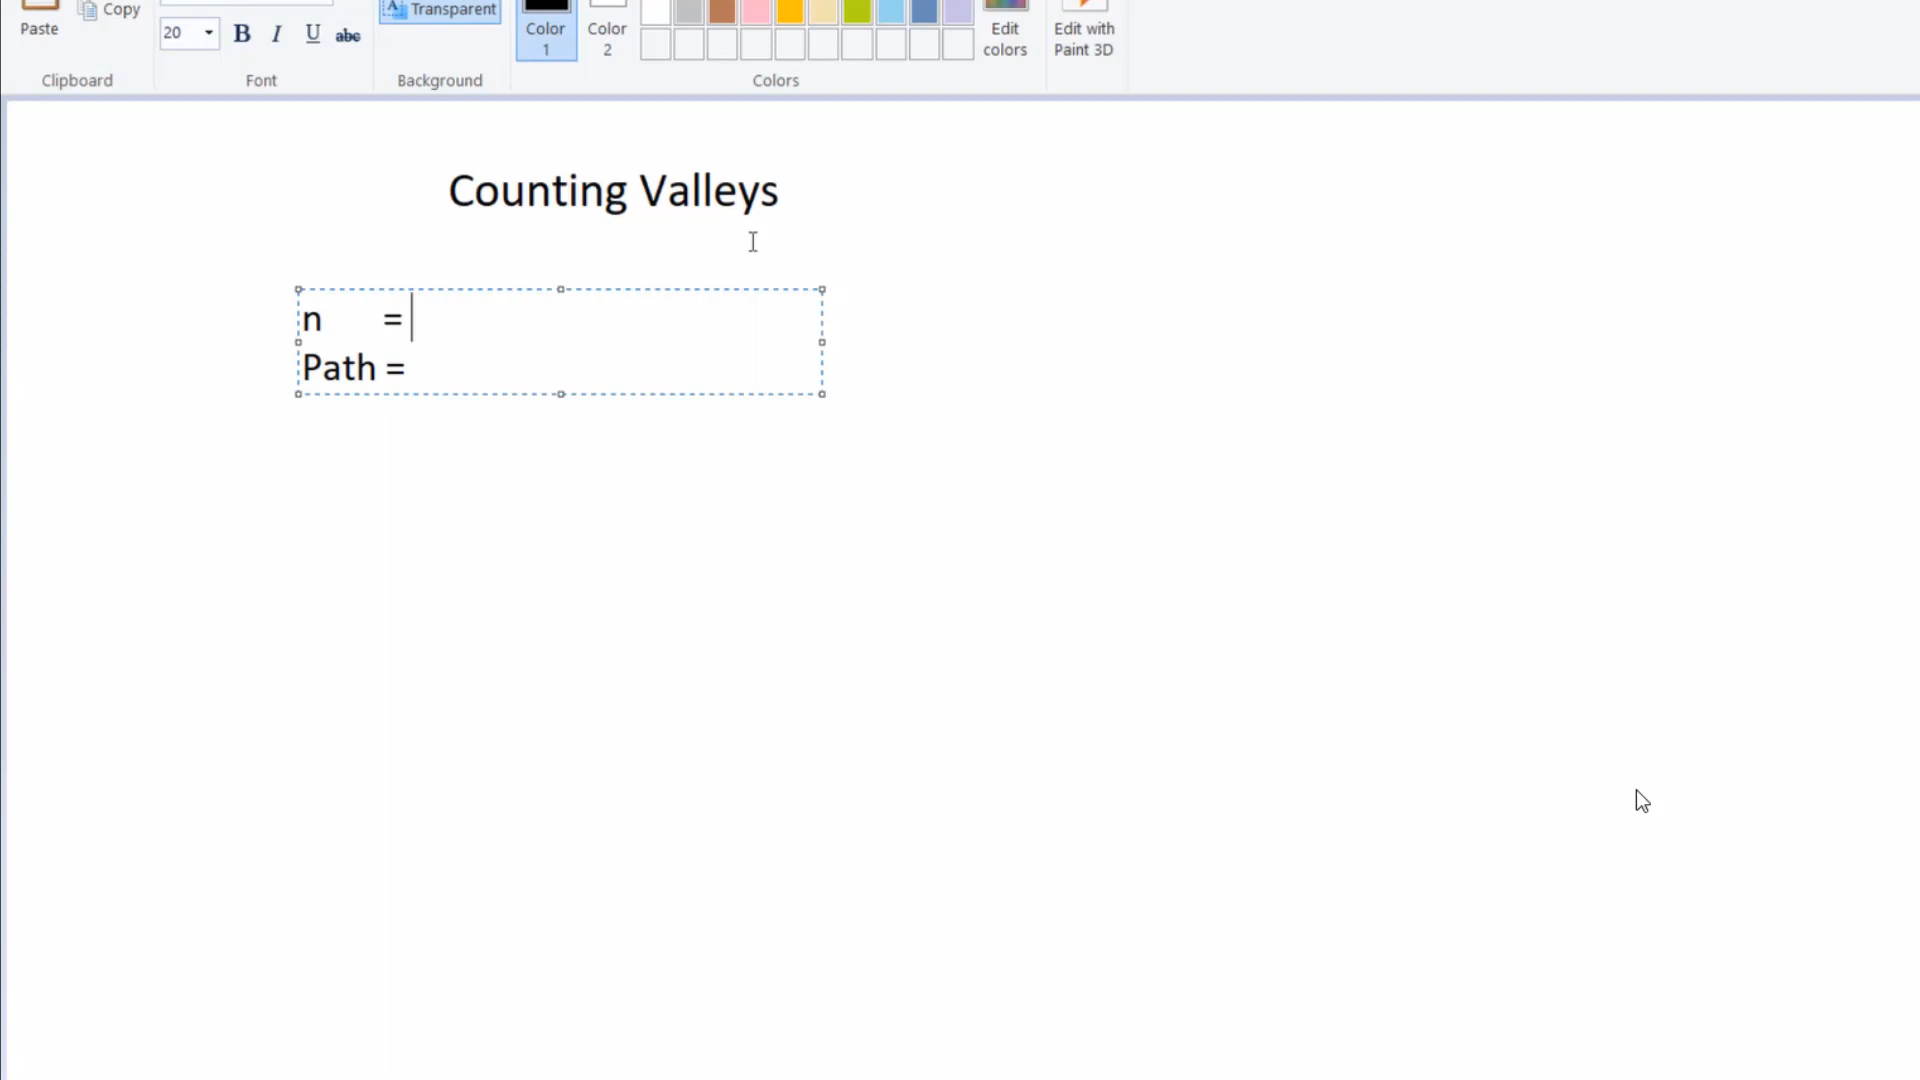 Paste
Copy
20
B I U abc
Transparent
Color 1
Color 2
Edit colors
Edit with Paint 3D
Clipboard
Font
Background
Colors
Counting Valleys
n =
Path =